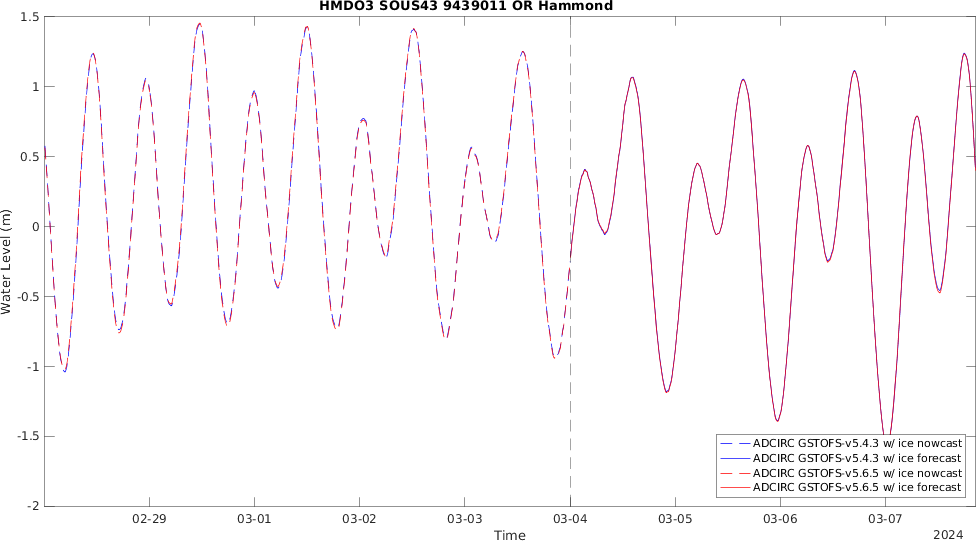 HMDO3 SOUS43 9439011 OR Hammond
1.5
1
0.5
0
-0.5
-1
-1.5
-2
Water Level (m)
ADCIRC GSTOFS-v5.4.3 w/ ice nowcast
ADCIRC GSTOFS-v5.4.3 w/ ice forecast
ADCIRC GSTOFS-v5.6.5 w/ ice nowcast
ADCIRC GSTOFS-v5.6.5 w/ ice forecast
02-29 03-01 03-02 03-03 03-04 03-05 03-06 03-07
Time
2024